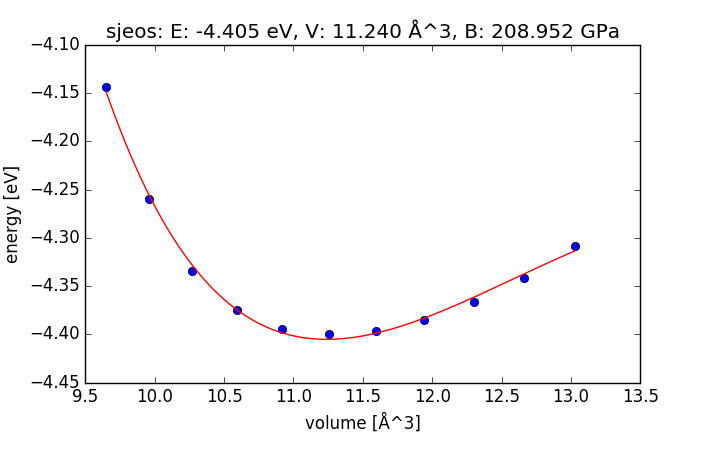 sjeos: E: -4.405 eV, V: 11.240 Å^3, B: 208.952 GPa
−4.10
−4.15
−4.20
−4.25
−4.30
−4.35
−4.40
−4.45
energy [eV]
9.5 10.0 10.5 11.0 11.5 12.0 12.5 13.0 13.5
volume [Å^3]